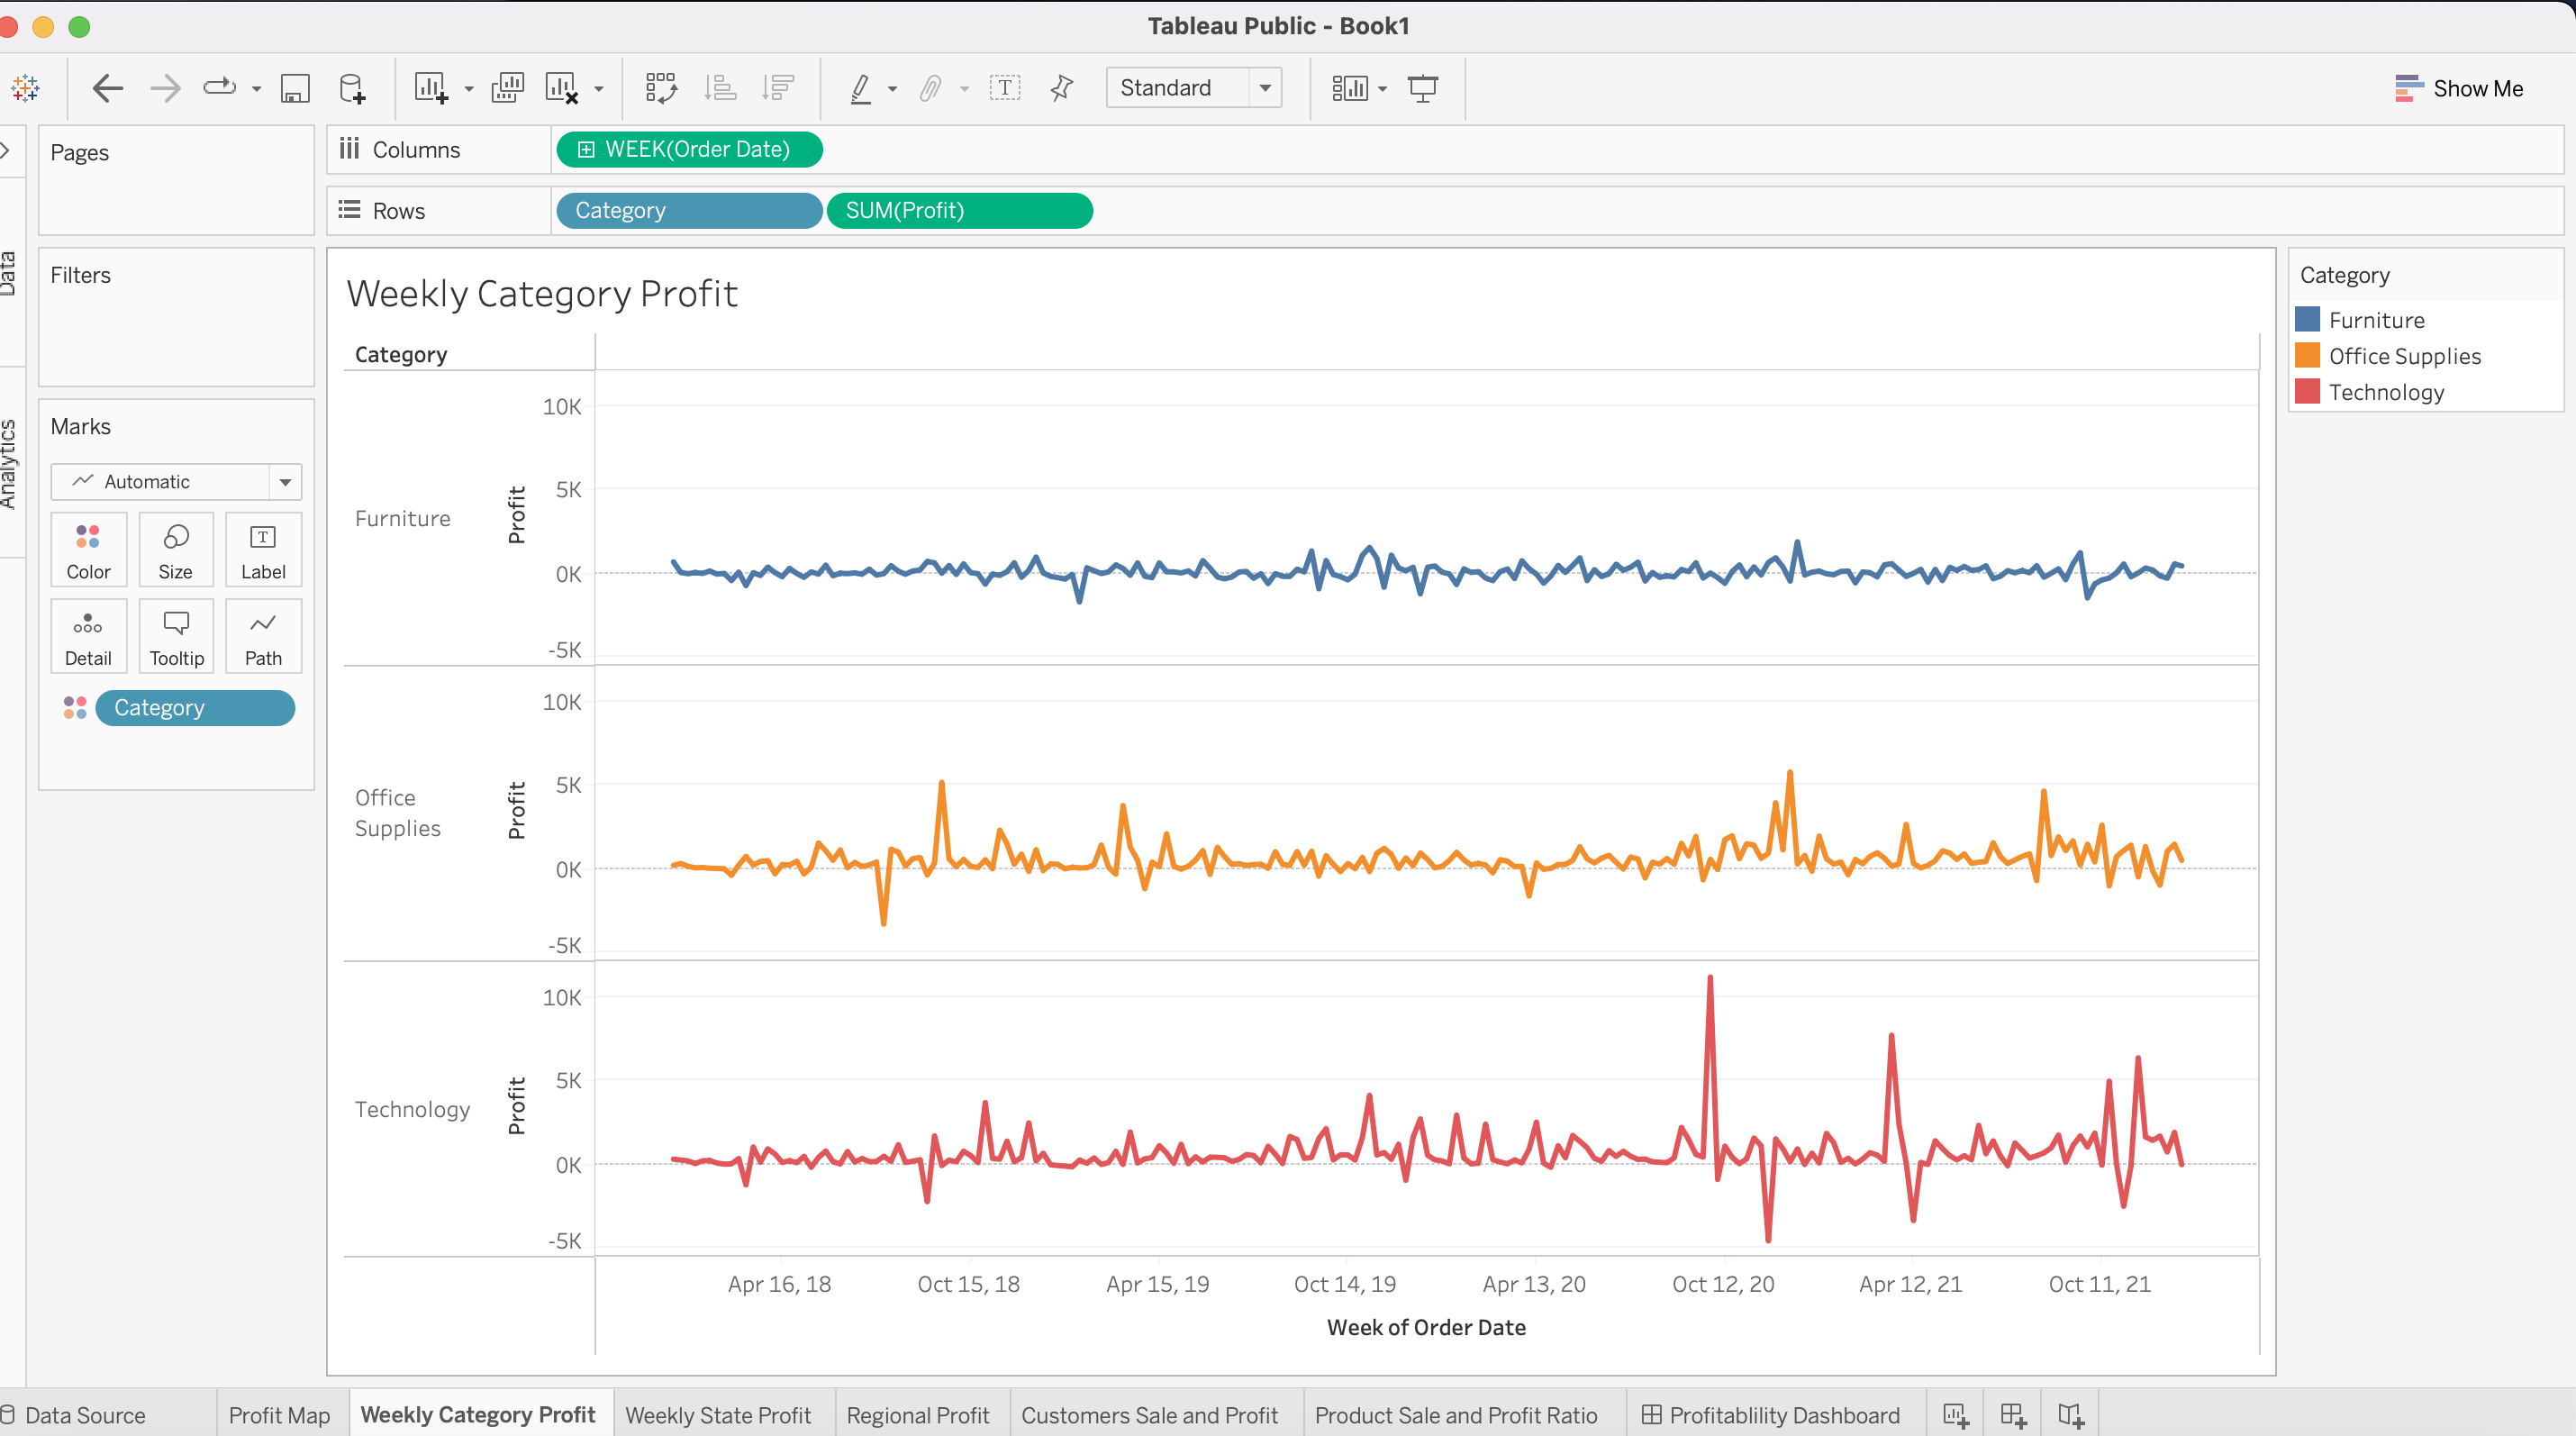 Tableau Public - Book1
Standard
Show Me
Pages
Columns
WEEK(Order Date)
Rows
Category
SUM(Profit)
Data
Analytics
Filters
Marks
Automatic
Color
Size
Label
Detail
Tooltip
Path
Category
Weekly Category Profit
Category
Furniture
Profit
10K
5K
0K
-5K
Office
Supplies
Profit
10K
5K
0K
-5K
Technology
Profit
10K
5K
0K
-5K
Apr 16, 18
Oct 15, 18
Apr 15, 19
Oct 14, 19
Apr 13, 20
Oct 12, 20
Apr 12, 21
Oct 11, 21
Week of Order Date
Category
Furniture
Office Supplies
Technology
Data Source
Profit Map
Weekly Category Profit
Weekly State Profit
Regional Profit
Customers Sale and Profit
Product Sale and Profit Ratio
Profitablility Dashboard